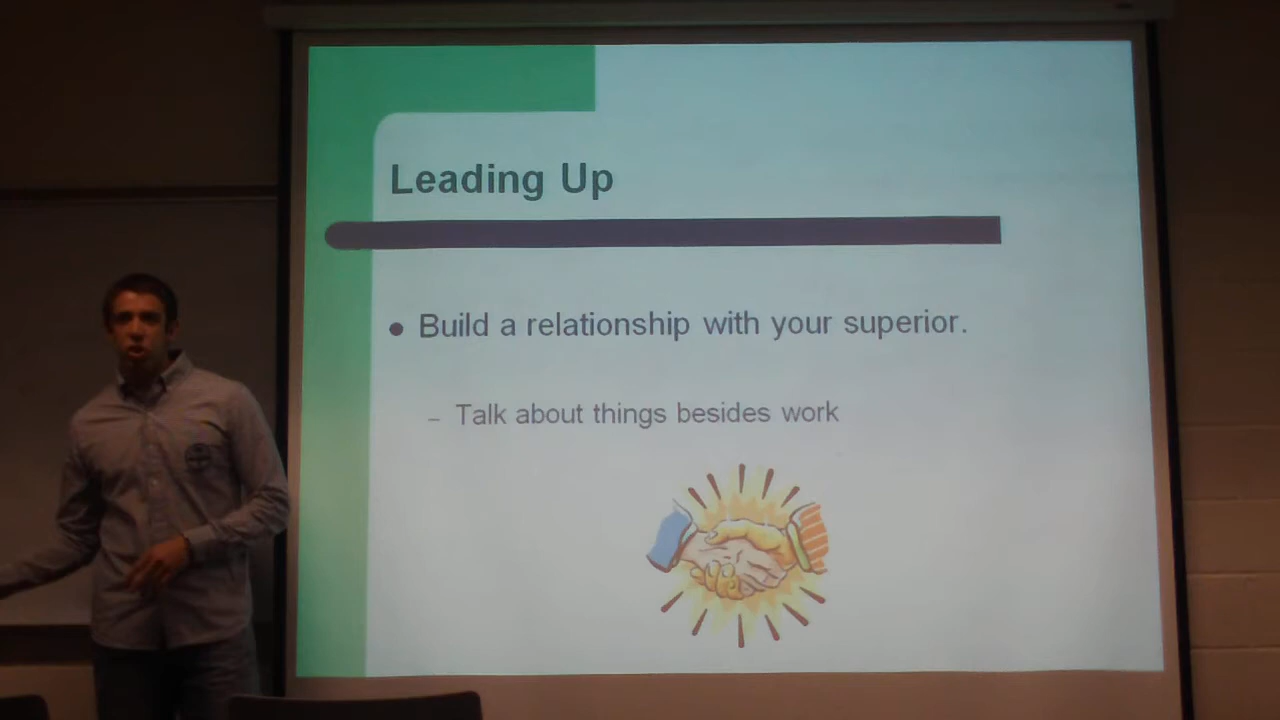 Leading Up
● Build a relationship with your superior.
– Talk about things besides work